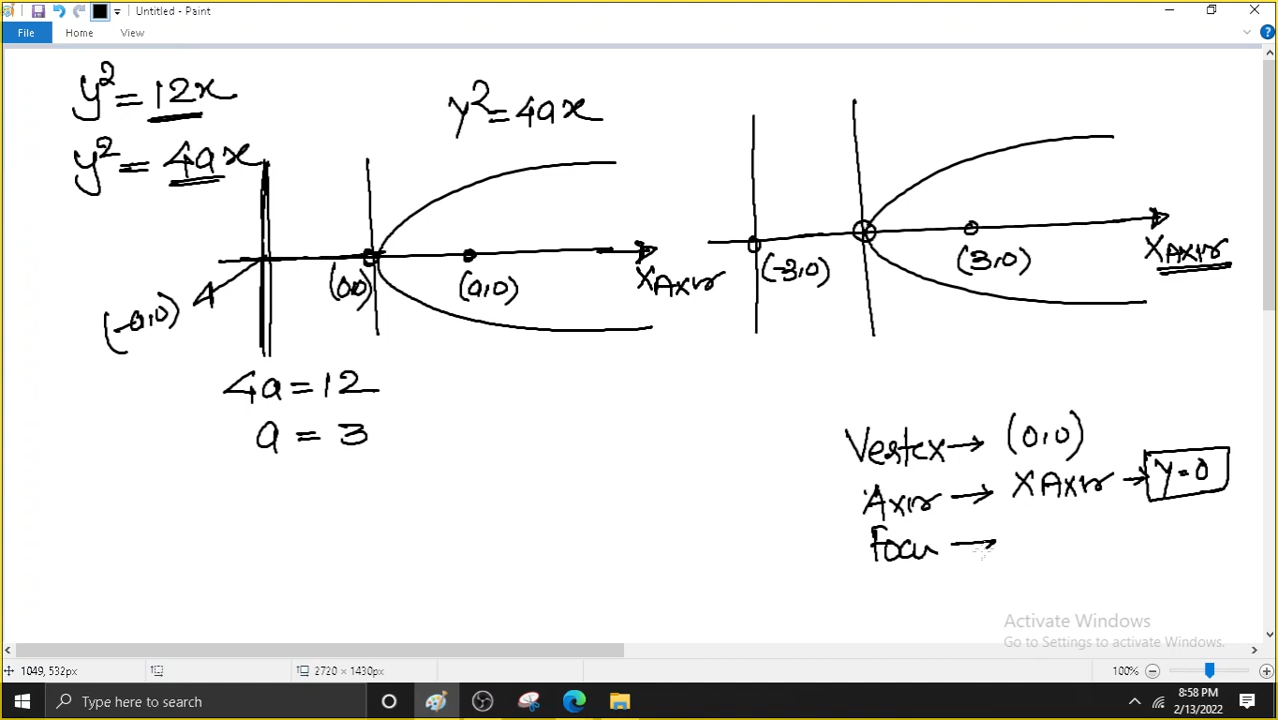 Untitled - Paint
File Home View
y² = 12x
y² = 4ax
y² = 4ax
(-a,0)
(0,0)
(a,0)
X Axis
(-3,0)
(3,0)
X Axis
4a = 12
a = 3
Vertex → (0,0)
Axis → X Axis → y = 0
Focus →
Activate Windows
Go to Settings to activate Windows.
1049, 532px 2720 × 1430px 100%
Type here to search
8:58 PM
2/13/2022